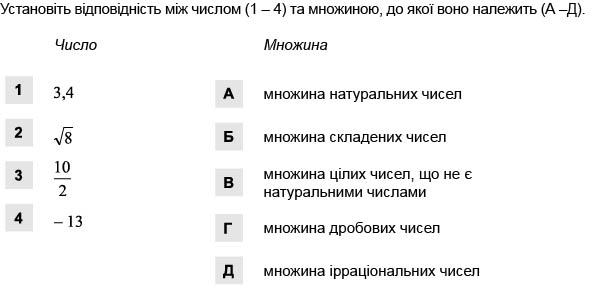 Установіть відповідність між числом (1 – 4) та множиною, до якої воно належить (А –Д).
Число Множина
1 3,4 А множина натуральних чисел
2 √8 Б множина складених чисел
3 10/2 В множина цілих чисел, що не є
натуральними числами
4 – 13 Г множина дробових чисел
Д множина ірраціональних чисел